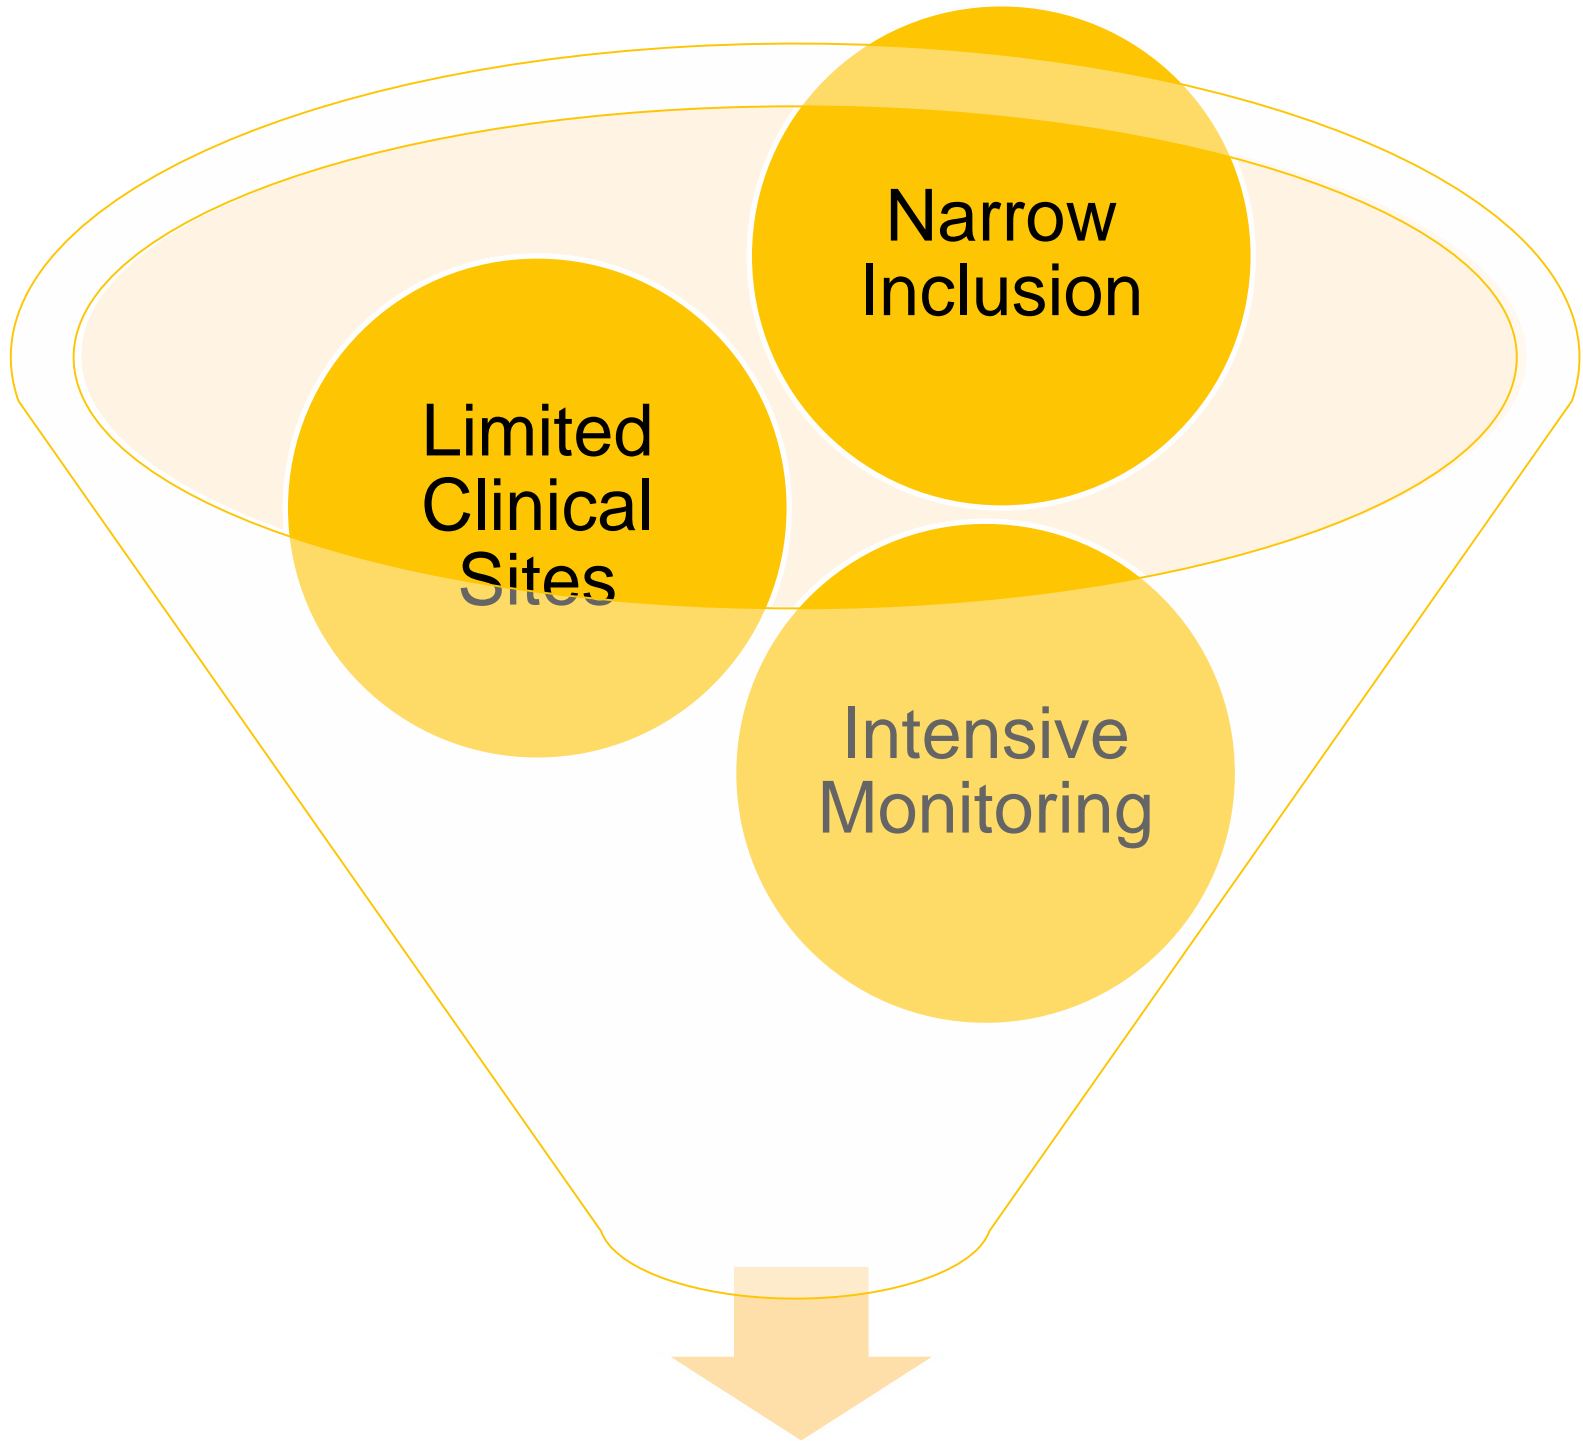 Narrow
Inclusion
Limited
Clinical
Sites
Intensive
Monitoring